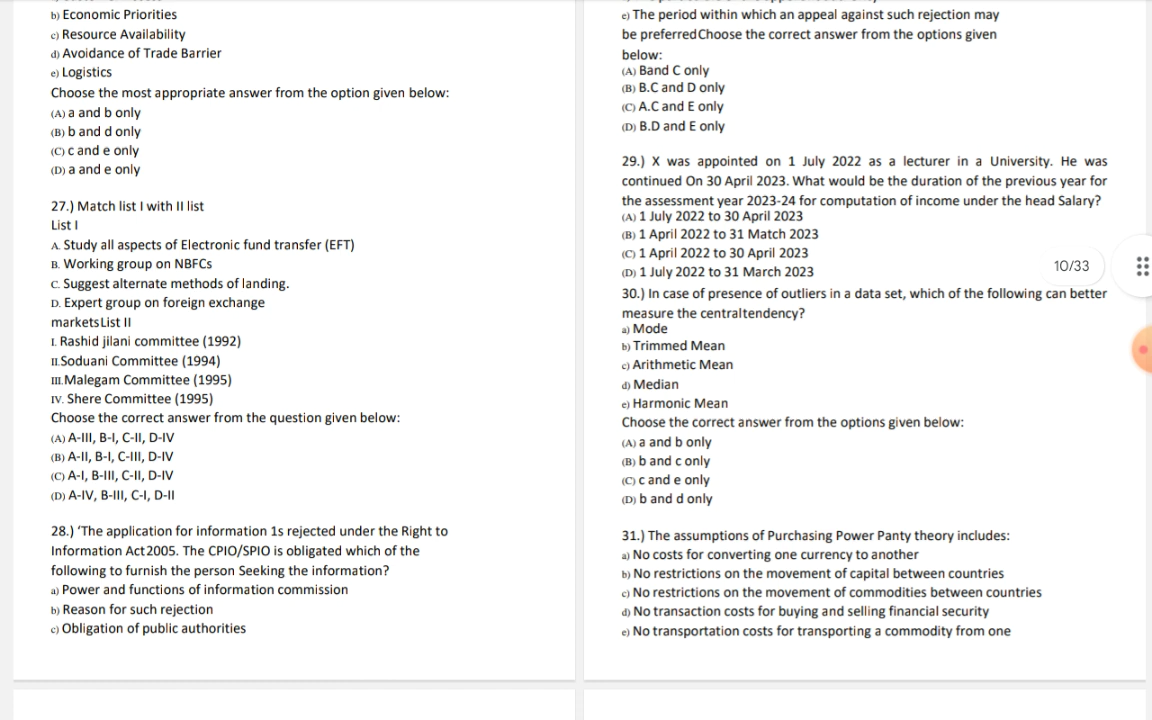 b) Economic Priorities
c) Resource Availability
d) Avoidance of Trade Barrier
e) Logistics
Choose the most appropriate answer from the option given below:
(A) a and b only
(B) b and d only
(C) c and e only
(D) a and e only
27.) Match list I with II list
List I
A. Study all aspects of Electronic fund transfer (EFT)
B. Working group on NBFCs
C. Suggest alternate methods of landing.
D. Expert group on foreign exchange
marketsList II
I. Rashid jilani committee (1992)
II.Soduani Committee (1994)
III.Malegam Committee (1995)
IV. Shere Committee (1995)
Choose the correct answer from the question given below:
(A) A-III, B-I, C-II, D-IV
(B) A-II, B-I, C-III, D-IV
(C) A-I, B-III, C-II, D-IV
(D) A-IV, B-III, C-I, D-II
28.) 'The application for information 1s rejected under the Right to
Information Act2005. The CPIO/SPIO is obligated which of the
following to furnish the person Seeking the information?
a) Power and functions of information commission
b) Reason for such rejection
c) Obligation of public authorities
e) The period within which an appeal against such rejection may
be preferredChoose the correct answer from the options given
below:
(A) Band C only
(B) B.C and D only
(C) A.C and E only
(D) B.D and E only
29.) X was appointed on 1 July 2022 as a lecturer in a University. He was
continued On 30 April 2023. What would be the duration of the previous year for
the assessment year 2023-24 for computation of income under the head Salary?
(A) 1 July 2022 to 30 April 2023
(B) 1 April 2022 to 31 Match 2023
(C) 1 April 2022 to 30 April 2023
(D) 1 July 2022 to 31 March 2023
10/33
30.) In case of presence of outliers in a data set, which of the following can better
measure the centraltendency?
a) Mode
b) Trimmed Mean
c) Arithmetic Mean
d) Median
e) Harmonic Mean
Choose the correct answer from the options given below:
(A) a and b only
(B) b and c only
(C) c and e only
(D) b and d only
31.) The assumptions of Purchasing Power Panty theory includes:
a) No costs for converting one currency to another
b) No restrictions on the movement of capital between countries
c) No restrictions on the movement of commodities between countries
d) No transaction costs for buying and selling financial security
e) No transportation costs for transporting a commodity from one